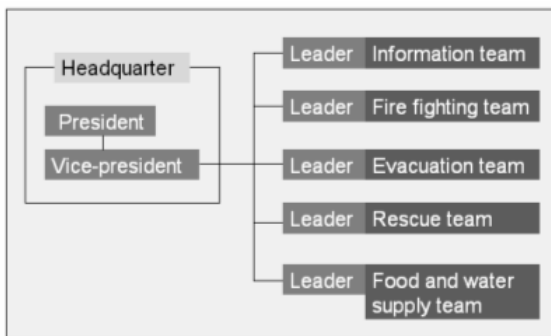 Headquarter
President
Vice-president
Leader Information team
Leader Fire fighting team
Leader Evacuation team
Leader Rescue team
Leader Food and water
supply team